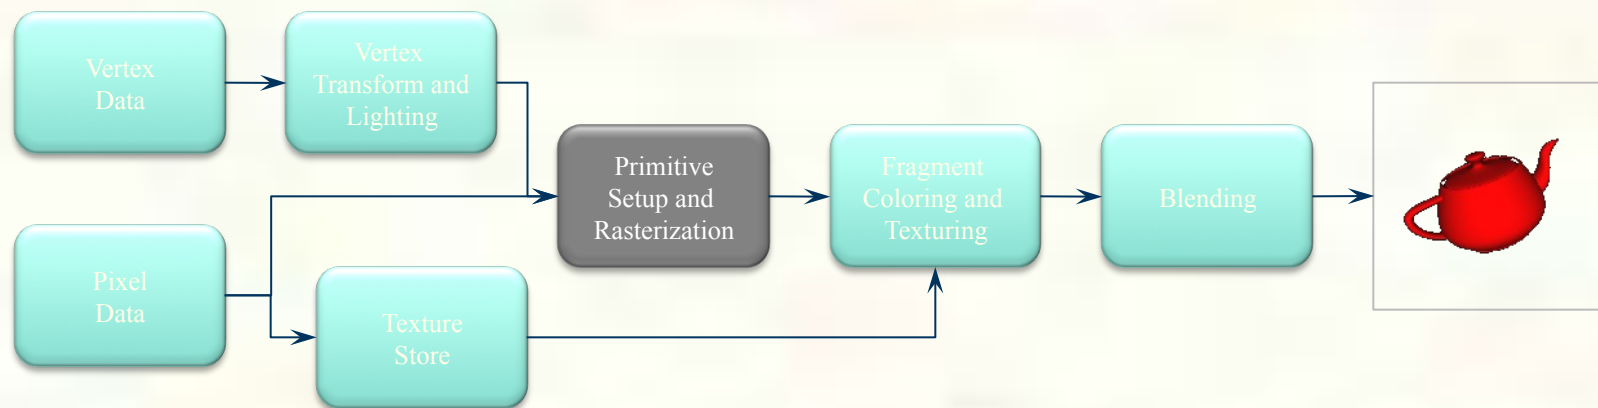 Vertex
Data
Vertex
Transform and
Lighting
Primitive
Setup and
Rasterization
Fragment
Coloring and
Texturing
Blending
Pixel
Data
Texture
Store